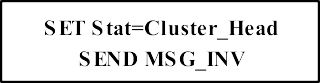 SET Stat=Cluster_Head
SEND MSG_INV